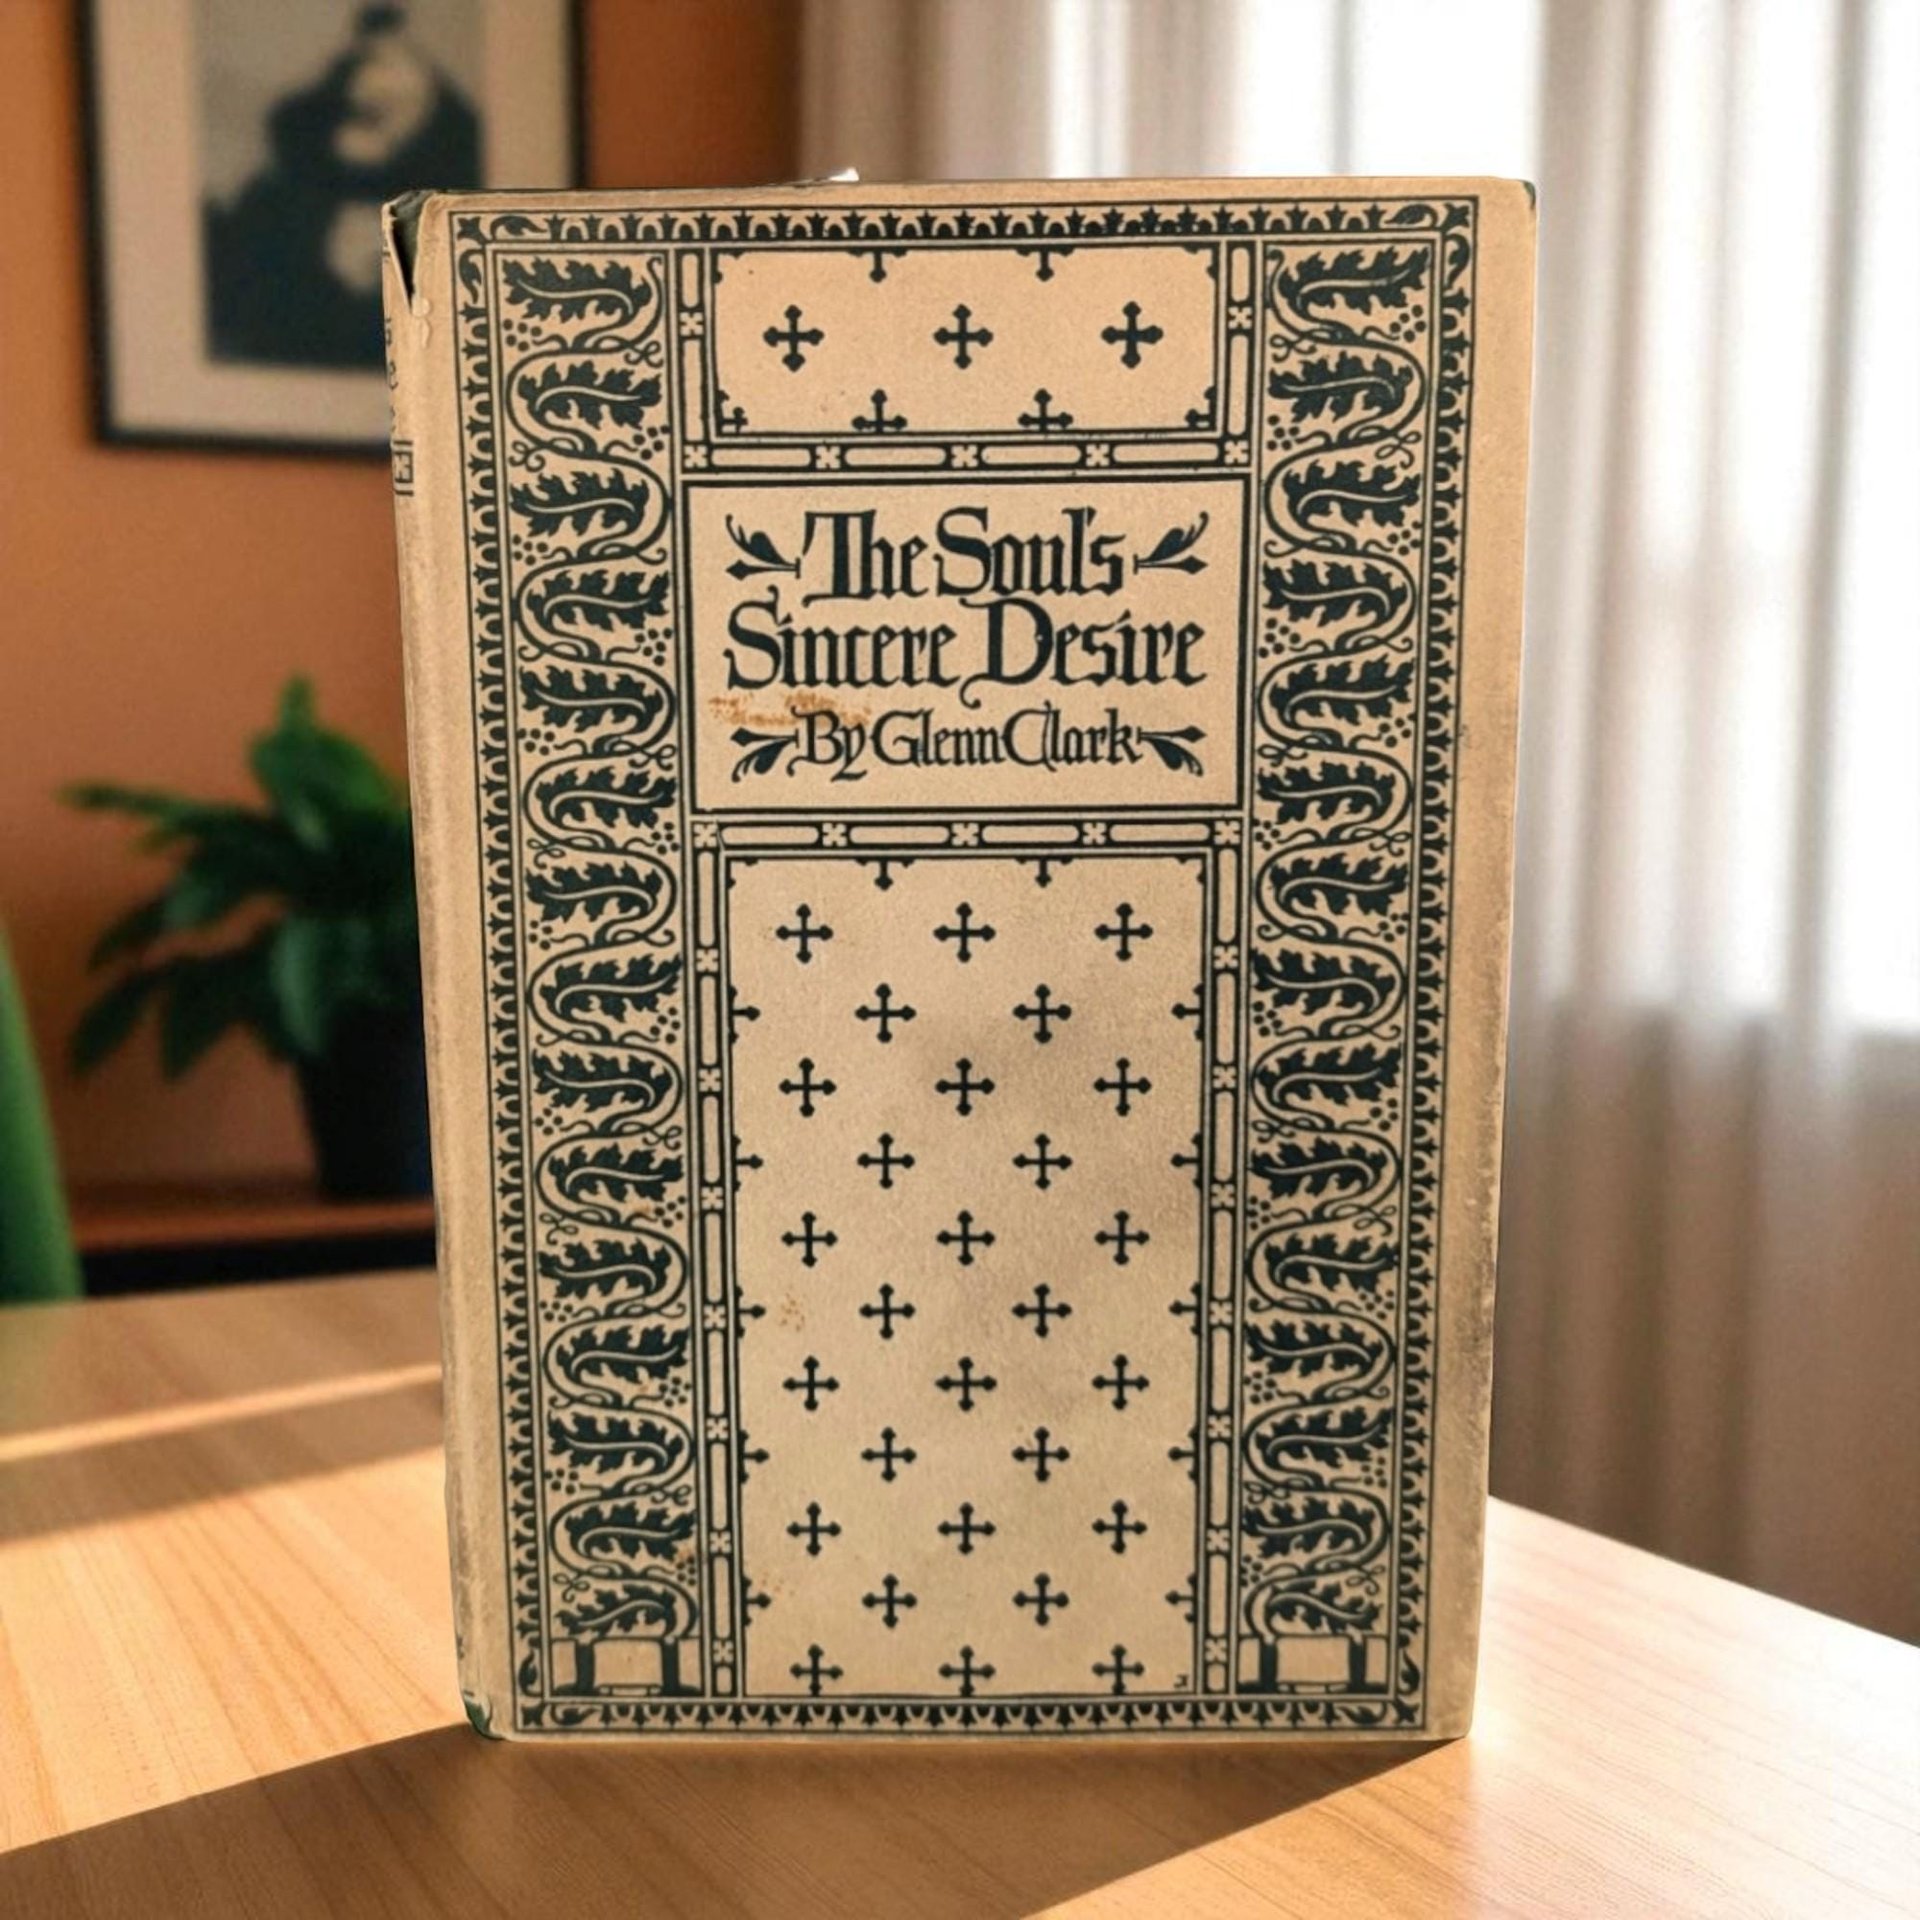 The Soul's
Sincere Desire
By Glenn Clark